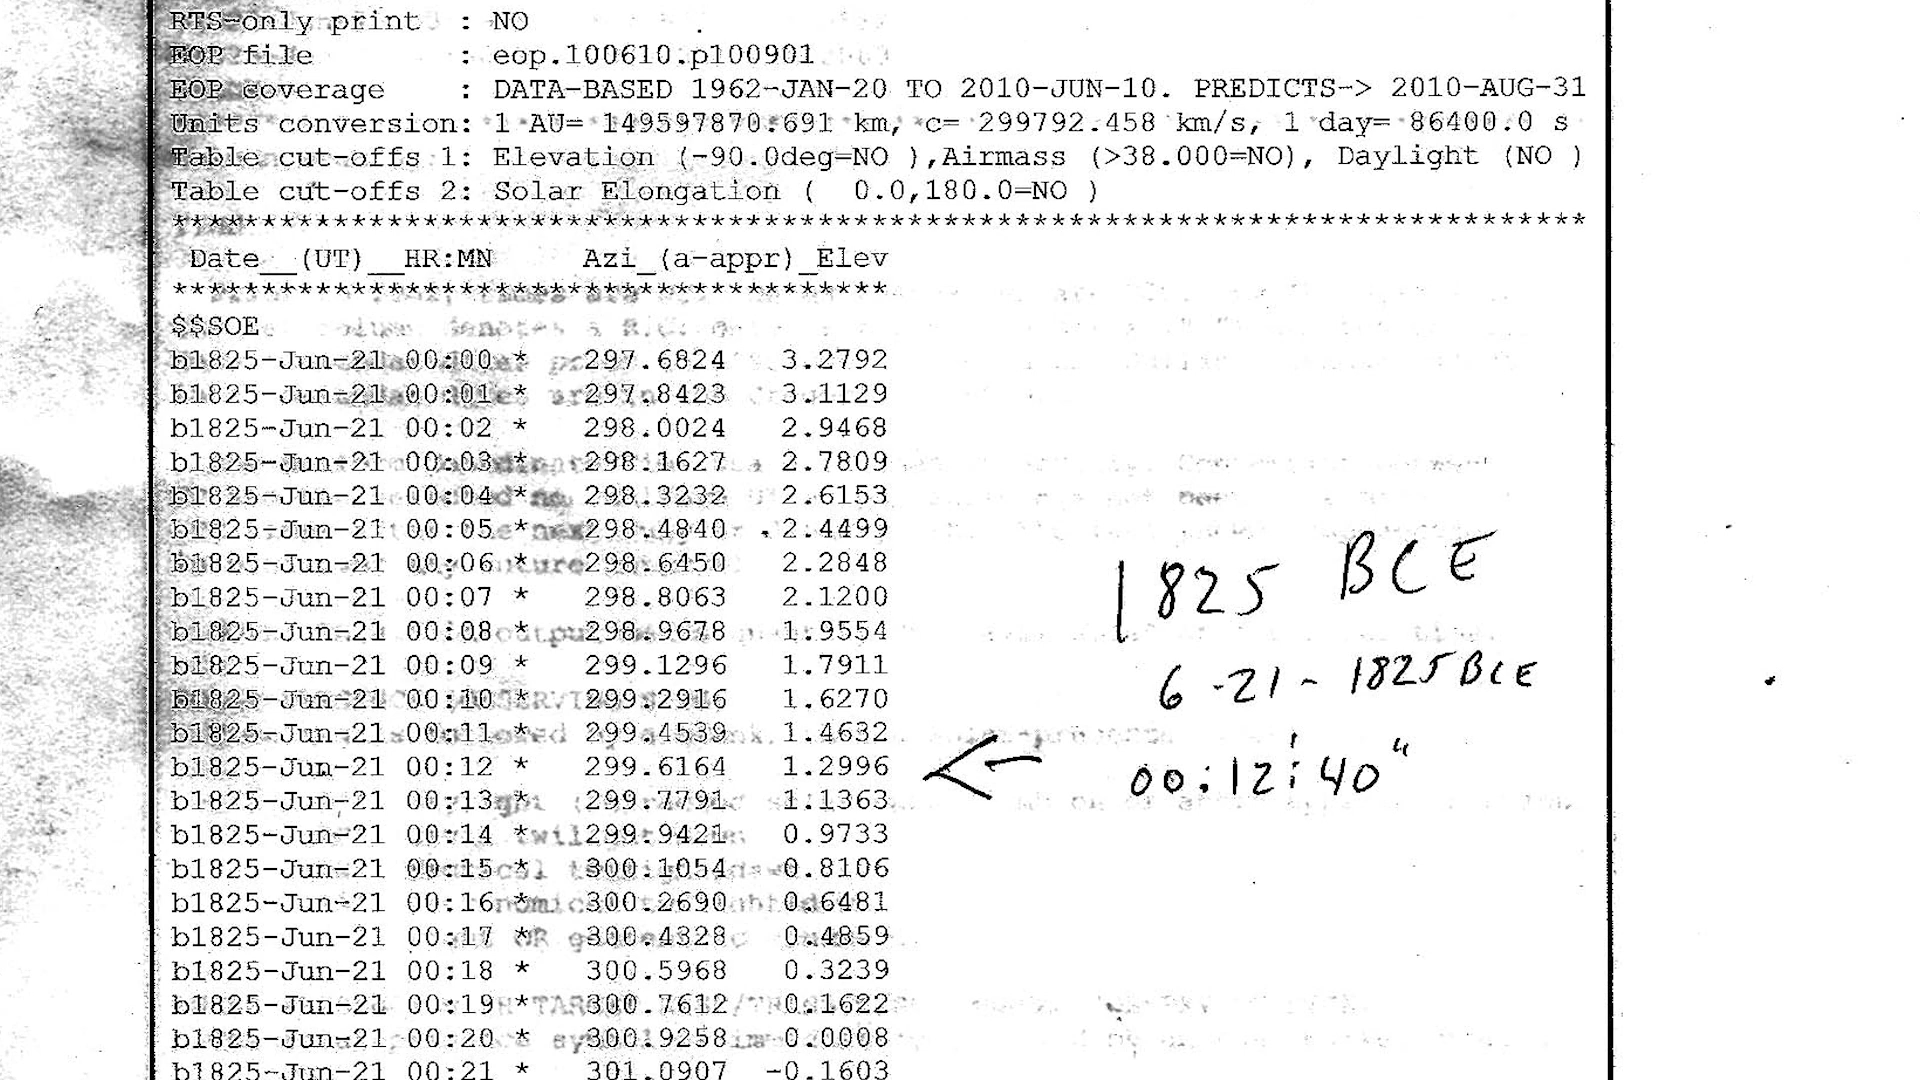 RTS-only print : NO
EOP file : eop.100610.p100901
EOP coverage : DATA-BASED 1962-JAN-20 TO 2010-JUN-10. PREDICTS-> 2010-AUG-31
Units conversion: 1 AU= 149597870.691 km, c= 299792.458 km/s, 1 day= 86400.0 s
Table cut-offs 1: Elevation (-90.0deg=NO ),Airmass (>38.000=NO), Daylight (NO )
Table cut-offs 2: Solar Elongation ( 0.0,180.0=NO )
*******************************************************************************
Date__(UT)__HR:MN Azi_(a-appr)_Elev
****************************************
$$SOE
b1825-Jun-21 00:00 * 297.6824 3.2792
b1825-Jun-21 00:01 * 297.8423 3.1129
b1825-Jun-21 00:02 * 298.0024 2.9468
b1825-Jun-21 00:03 * 298.1627 2.7809
b1825-Jun-21 00:04 * 298.3232 2.6153
b1825-Jun-21 00:05 * 298.4840 2.4499
b1825-Jun-21 00:06 * 298.6450 2.2848
b1825-Jun-21 00:07 * 298.8063 2.1200
b1825-Jun-21 00:08 * 298.9678 1.9554
b1825-Jun-21 00:09 * 299.1296 1.7911
b1825-Jun-21 00:10 * 299.2916 1.6270
b1825-Jun-21 00:11 * 299.4539 1.4632
b1825-Jun-21 00:12 * 299.6164 1.2996
b1825-Jun-21 00:13 * 299.7791 1.1363
b1825-Jun-21 00:14 * 299.9421 0.9733
b1825-Jun-21 00:15 * 300.1054 0.8106
b1825-Jun-21 00:16 * 300.2690 0.6481
b1825-Jun-21 00:17 * 300.4328 0.4859
b1825-Jun-21 00:18 * 300.5968 0.3239
b1825-Jun-21 00:19 * 300.7612 0.1622
b1825-Jun-21 00:20 * 300.9258 0.0008
b1825-Jun-21 00:21 * 301.0907 -0.1603
1825 BCE
6-21-1825 BCE
00:12':40"